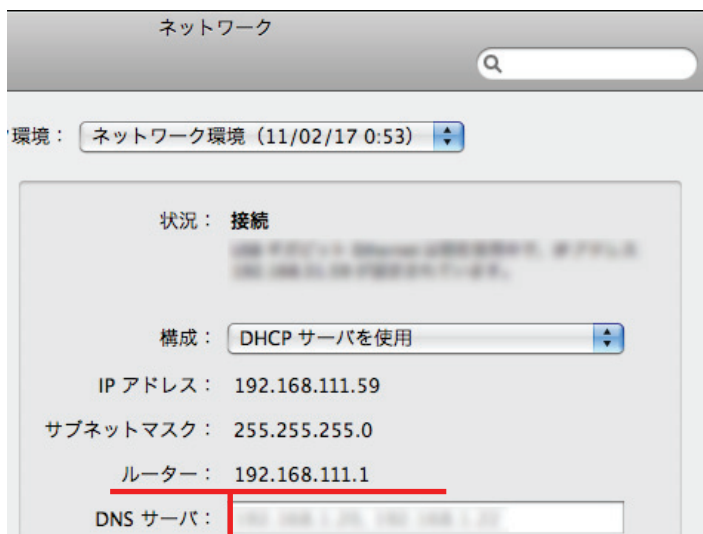 ネットワーク
環境： ネットワーク環境（11/02/17 0:53）
状況： 接続
構成： DHCP サーバを使用
IP アドレス： 192.168.111.59
サブネットマスク： 255.255.255.0
ルーター： 192.168.111.1
DNS サーバ：